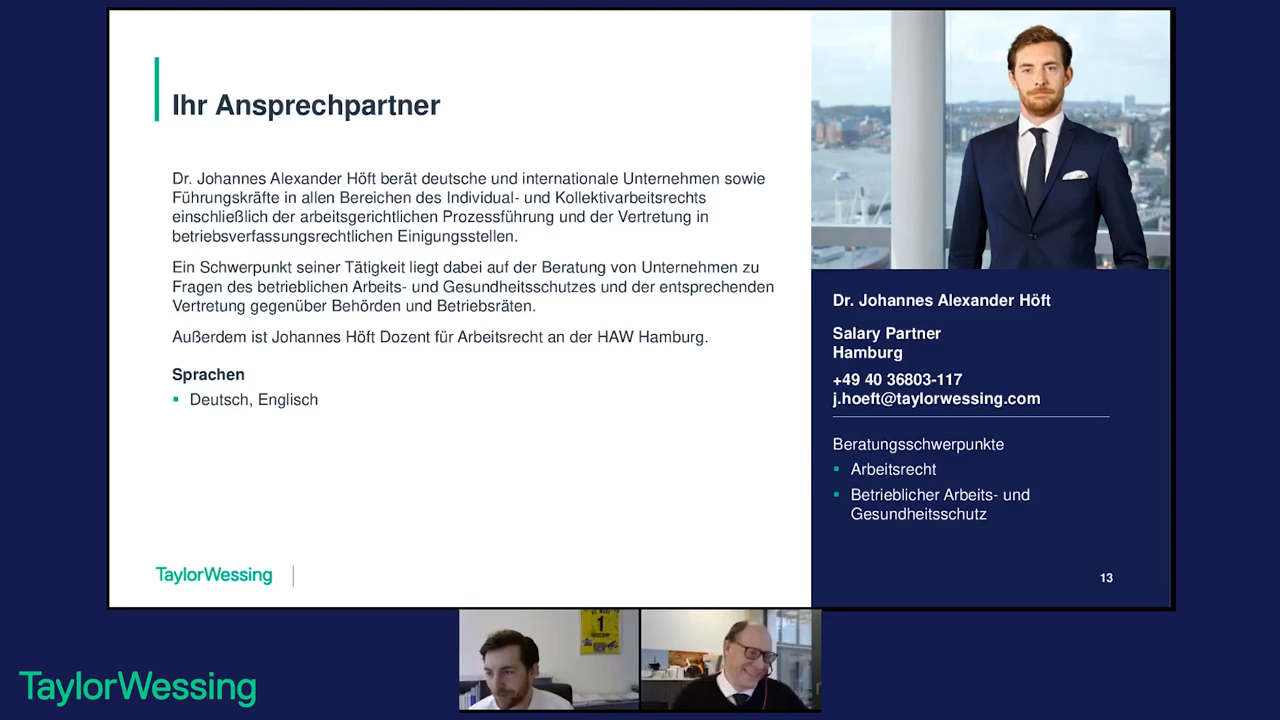 Ihr Ansprechpartner
Dr. Johannes Alexander Höft berät deutsche und internationale Unternehmen sowie
Führungskräfte in allen Bereichen des Individual- und Kollektivarbeitsrechts
einschließlich der arbeitsgerichtlichen Prozessführung und der Vertretung in
betriebsverfassungsrechtlichen Einigungsstellen.
Ein Schwerpunkt seiner Tätigkeit liegt dabei auf der Beratung von Unternehmen zu
Fragen des betrieblichen Arbeits- und Gesundheitsschutzes und der entsprechenden
Vertretung gegenüber Behörden und Betriebsräten.
Außerdem ist Johannes Höft Dozent für Arbeitsrecht an der HAW Hamburg.
Sprachen
Deutsch, Englisch
TaylorWessing
Dr. Johannes Alexander Höft
Salary Partner
Hamburg
+49 40 36803-117
j.hoeft@taylorwessing.com
Beratungsschwerpunkte
Arbeitsrecht
Betrieblicher Arbeits- und
Gesundheitsschutz
13
1
TaylorWessing